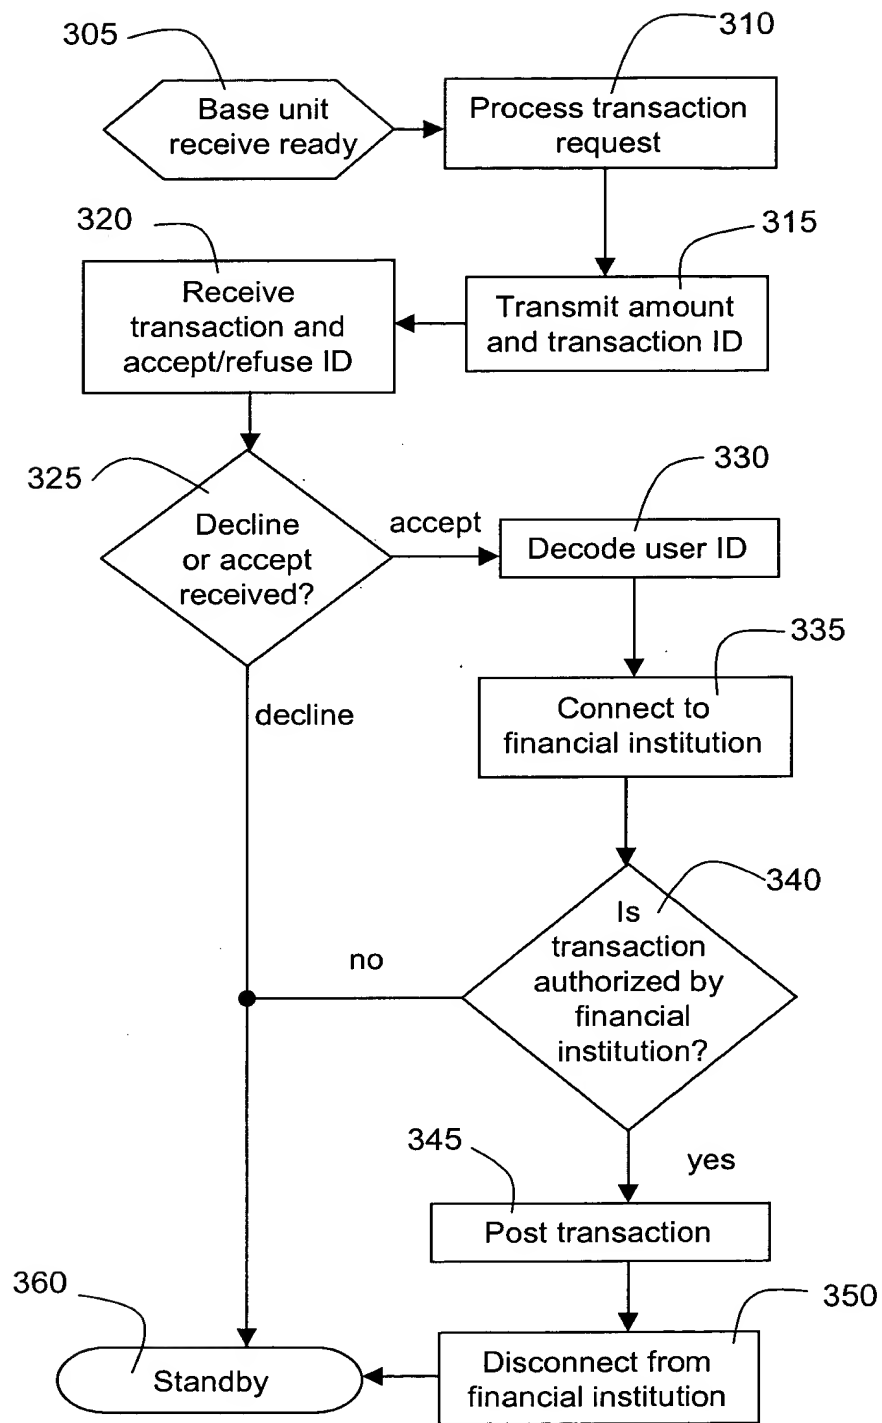 305
310
Base unit
receive ready
Process transaction
request
320
315
Receive
transaction and
accept/refuse ID
Transmit amount
and transaction ID
325
330
Decline
or accept
received?
accept
Decode user ID
335
decline
Connect to
financial institution
340
Is
transaction
authorized by
financial
institution?
no
345
yes
Post transaction
360
350
Standby
Disconnect from
financial institution